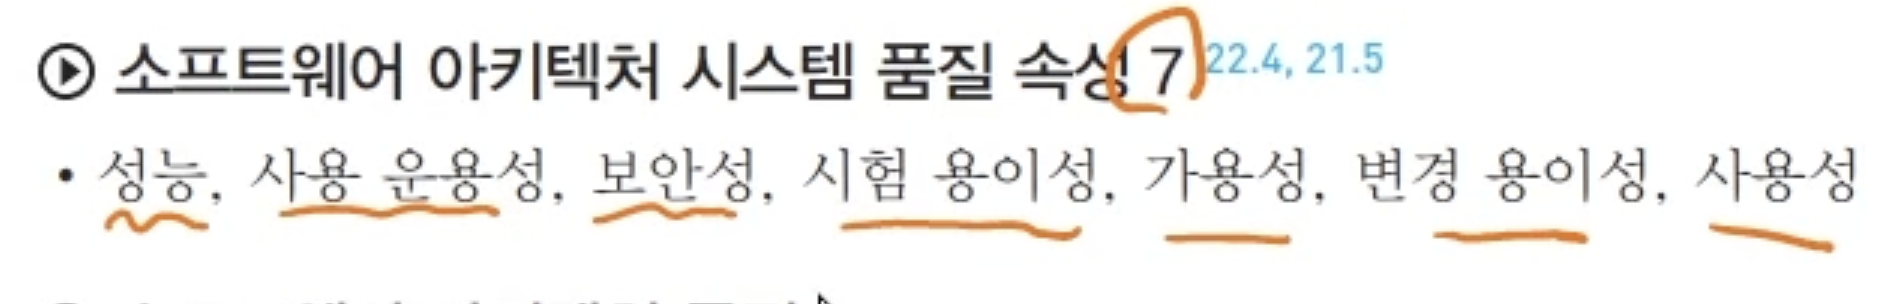 소프트웨어 아키텍처 시스템 품질 속성 7 22.4, 21.5
• 성능, 사용 운용성, 보안성, 시험 용이성, 가용성, 변경 용이성, 사용성